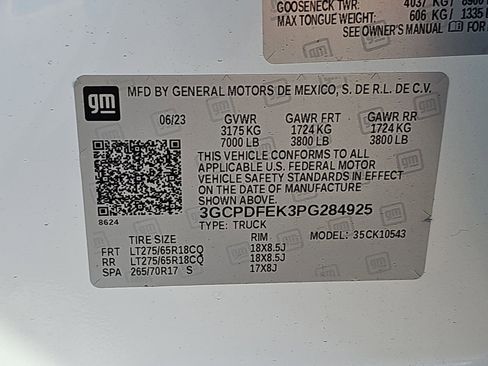 GOOSENECK TWR: 4037 KG / 8900
MAX TONGUE WEIGHT: 606 KG / 1335
SEE OWNER'S MANUAL FOR
gm
MFD BY GENERAL MOTORS DE MEXICO, S. DE R.L. DE C.V.
06/23 GVWR GAWR FRT GAWR RR
3175 KG 1724 KG 1724 KG
7000 LB 3800 LB 3800 LB
THIS VEHICLE CONFORMS TO ALL
APPLICABLE U.S. FEDERAL MOTOR
VEHICLE SAFETY STANDARDS IN EFFECT
ON THE DATE OF MANUFACTURE
SHOWN ABOVE.
8624
3GCPDFEK3PG284925
TYPE: TRUCK
TIRE SIZE RIM MODEL: 35CK10543
FRT LT275/65R18CQ 18X8.5J
RR LT275/65R18CQ 18X8.5J
SPA 265/70R17 S 17X8J